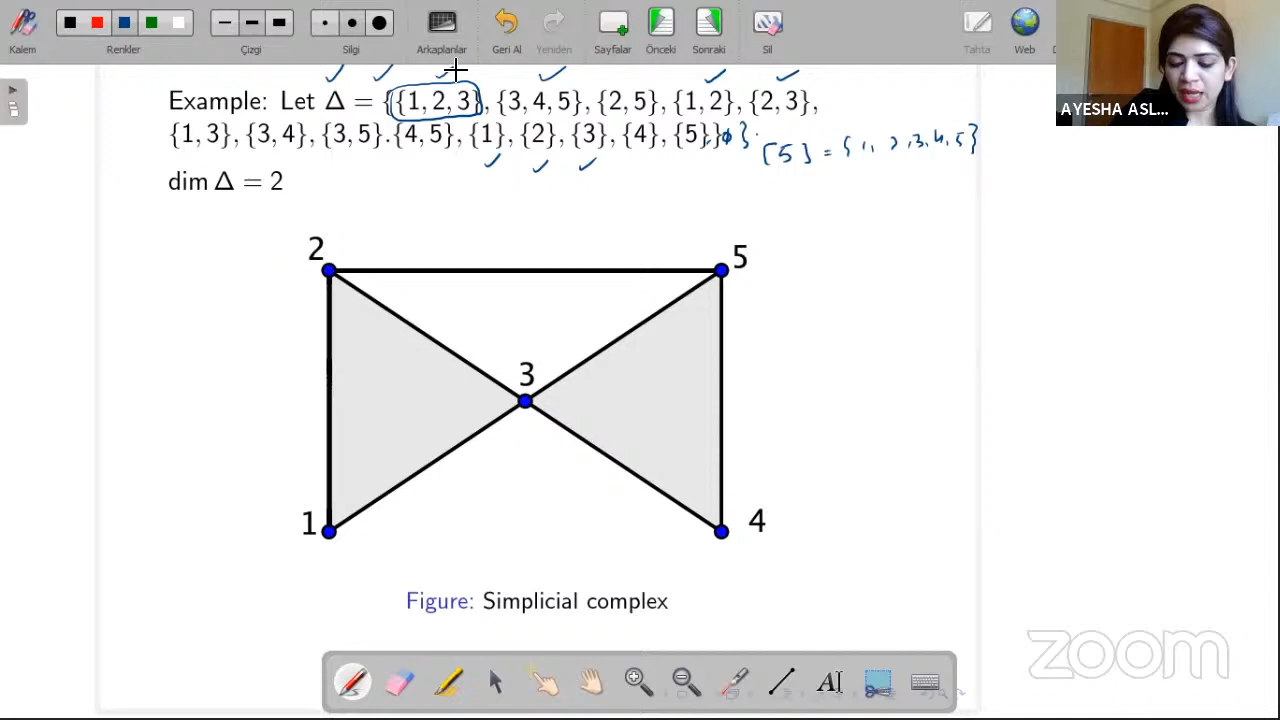 Kalem Renkler Çizgi Silgi Arkaplanlar Geri Al Yeniden Sayfalar Önceki Sonraki Sil Tahta Web
AYESHA ASL...
Example: Let Δ = {{1, 2, 3}, {3, 4, 5}, {2, 5}, {1, 2}, {2, 3},
{1, 3}, {3, 4}, {3, 5}.{4, 5}, {1}, {2}, {3}, {4}, {5}}, φ}.
[5] = {1, 2, 3, 4, 5}
dim Δ = 2
2
5
3
1
4
Figure: Simplicial complex
zoom